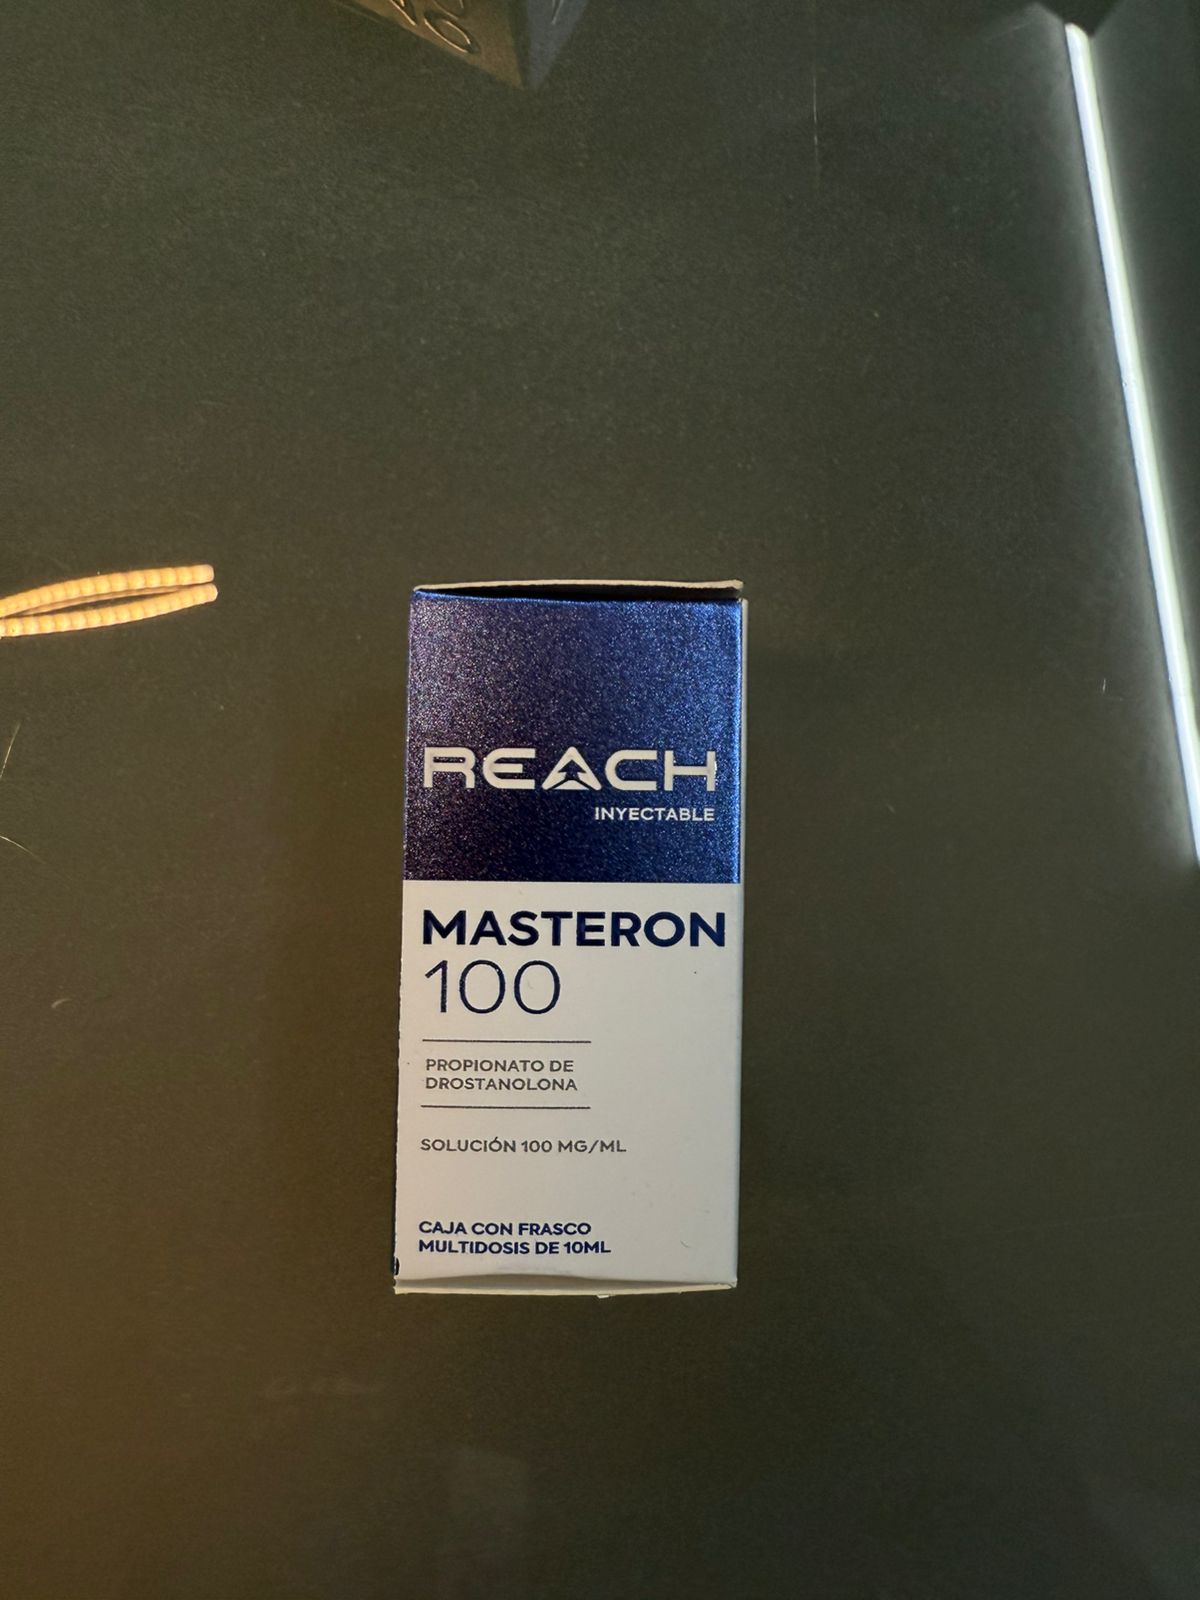 REACH
INYECTABLE
MASTERON
100
PROPIONATO DE
DROSTANOLONA
SOLUCIÓN 100 MG/ML
CAJA CON FRASCO
MULTIDOSIS DE 10ML